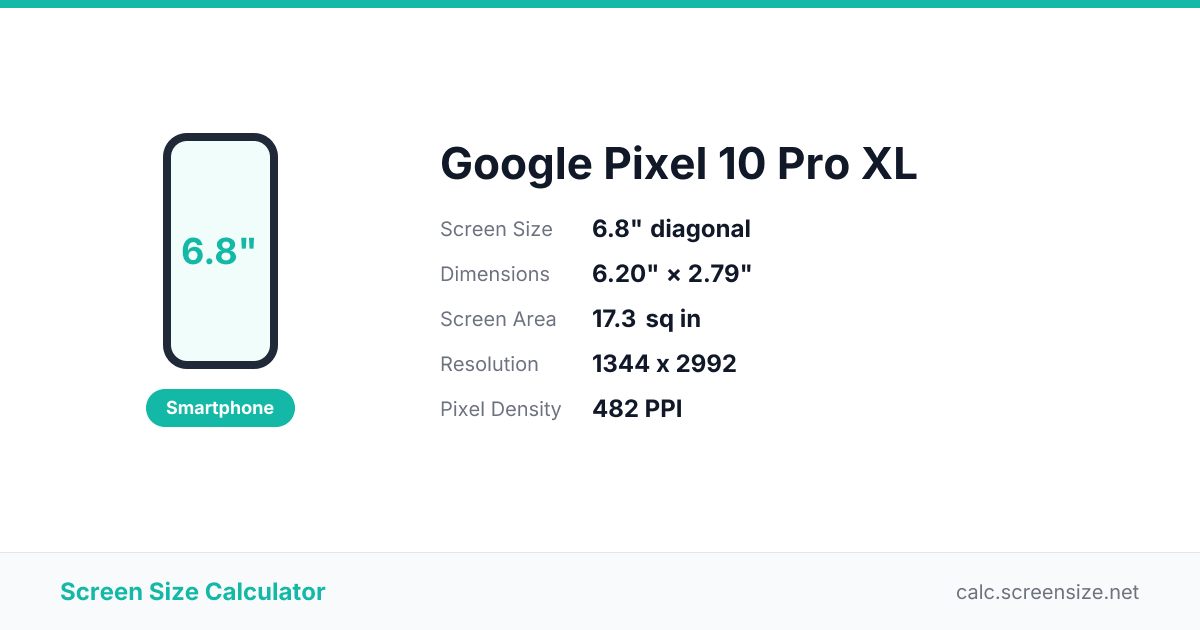 6.8"
Smartphone
Google Pixel 10 Pro XL
Screen Size 6.8" diagonal
Dimensions 6.20" × 2.79"
Screen Area 17.3 sq in
Resolution 1344 x 2992
Pixel Density 482 PPI
Screen Size Calculator
calc.screensize.net